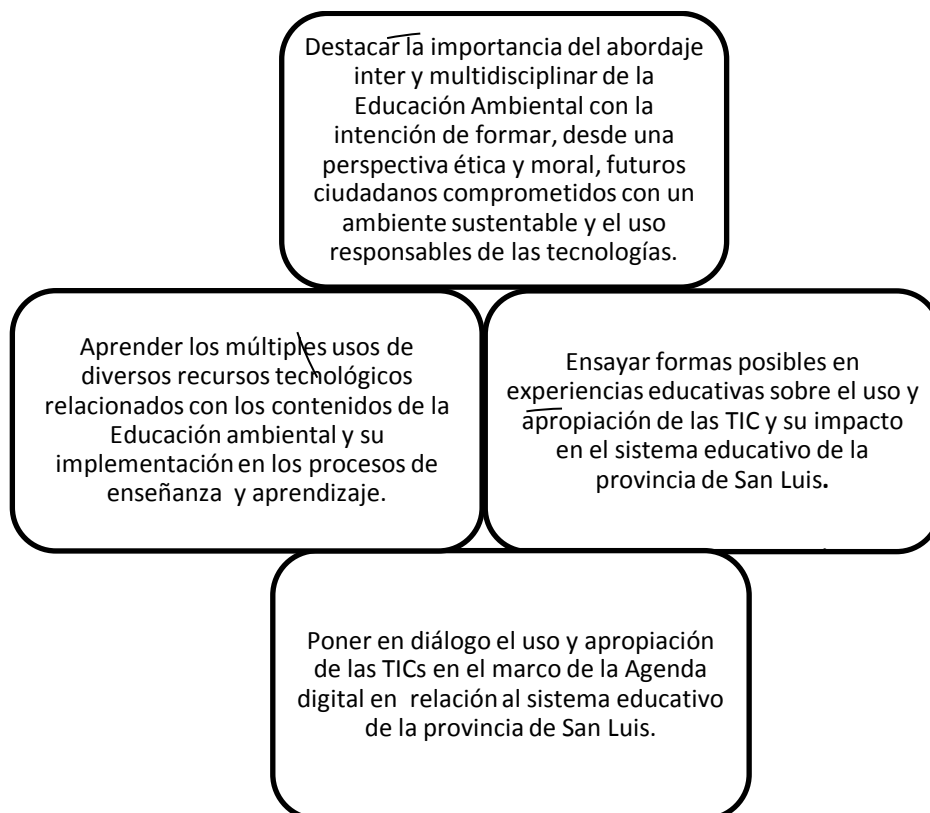 Destacar la importancia del abordaje
inter y multidisciplinar de la
Educación Ambiental con la
intención de formar, desde una
perspectiva ética y moral, futuros
ciudadanos comprometidos con un
ambiente sustentable y el uso
responsables de las tecnologías.
Aprender los múltiples usos de
diversos recursos tecnológicos
relacionados con los contenidos de la
Educación ambiental y su
implementación en los procesos de
enseñanza  y aprendizaje.
Ensayar formas posibles en
experiencias educativas sobre el uso y
apropiación de las TIC y su impacto
en el sistema educativo de la
provincia de San Luis.
Poner en diálogo el uso y apropiación
de las TICs en el marco de la Agenda
digital en  relación al sistema educativo
de la provincia de San Luis.